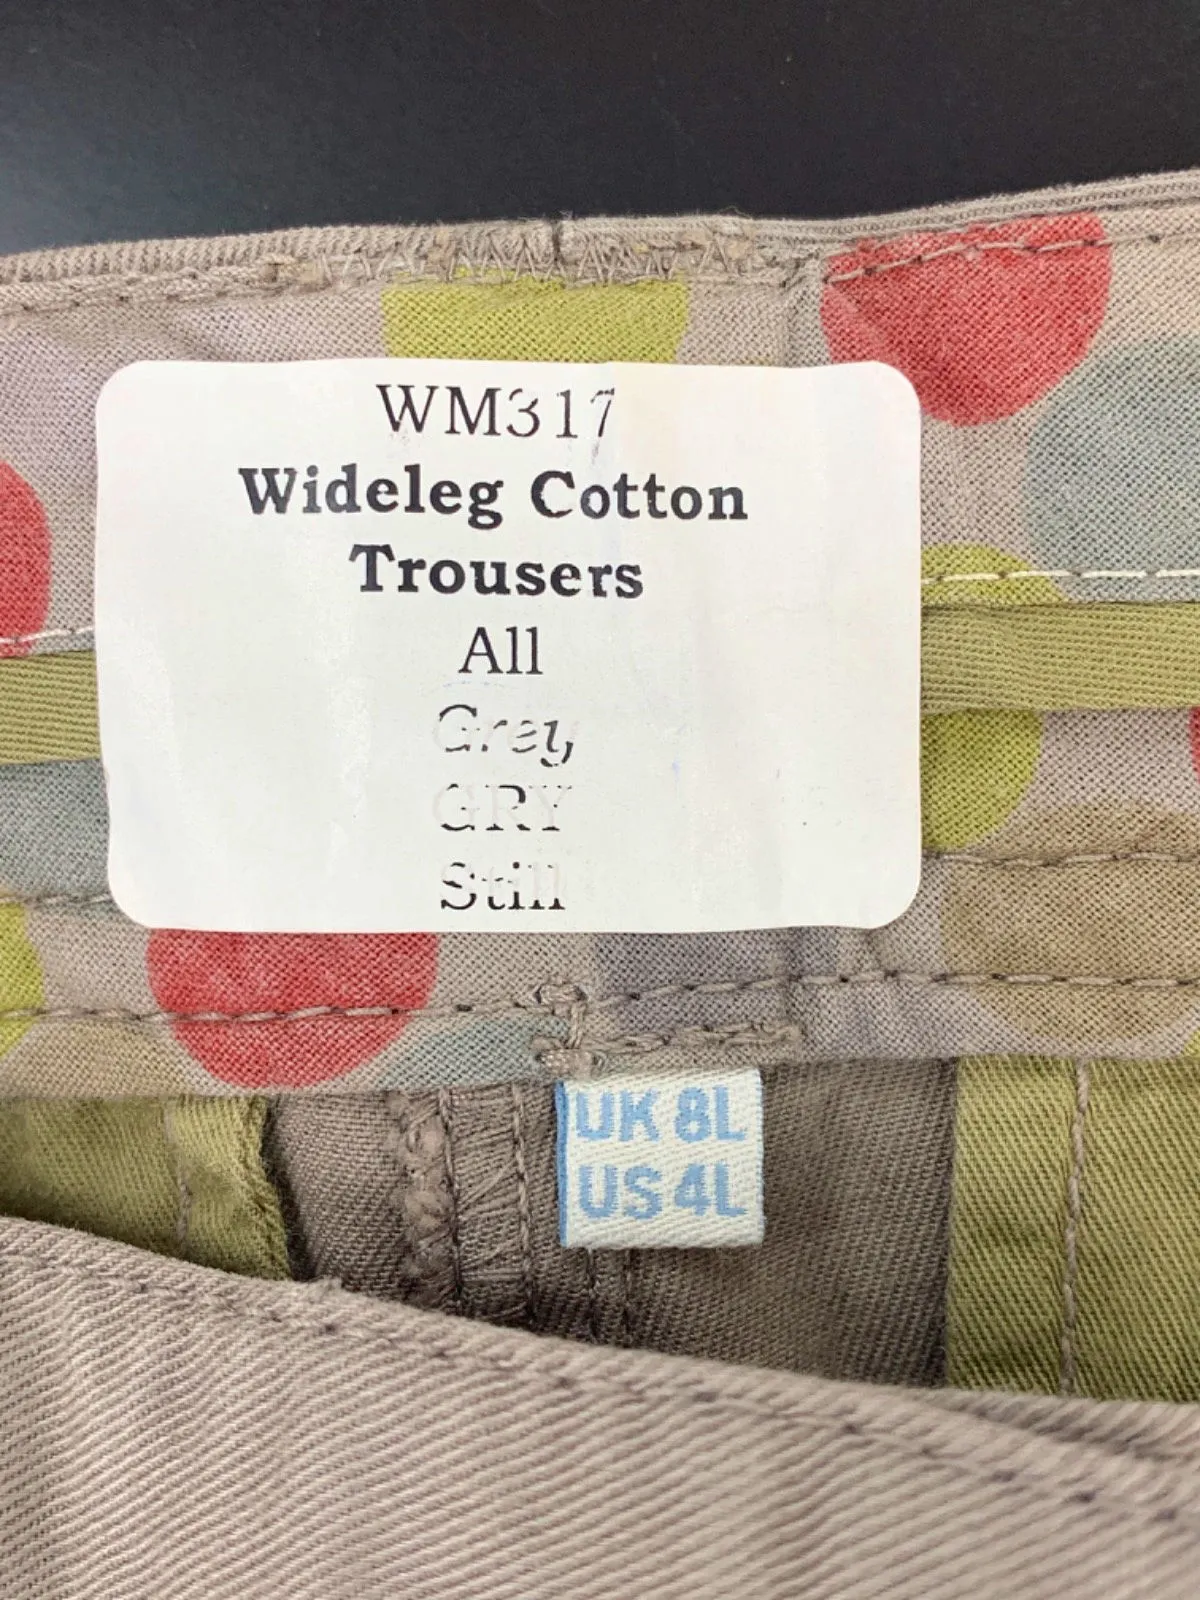 WM317
Wideleg Cotton
Trousers
All
Grey
GRY
Still
UK 8L
US 4L